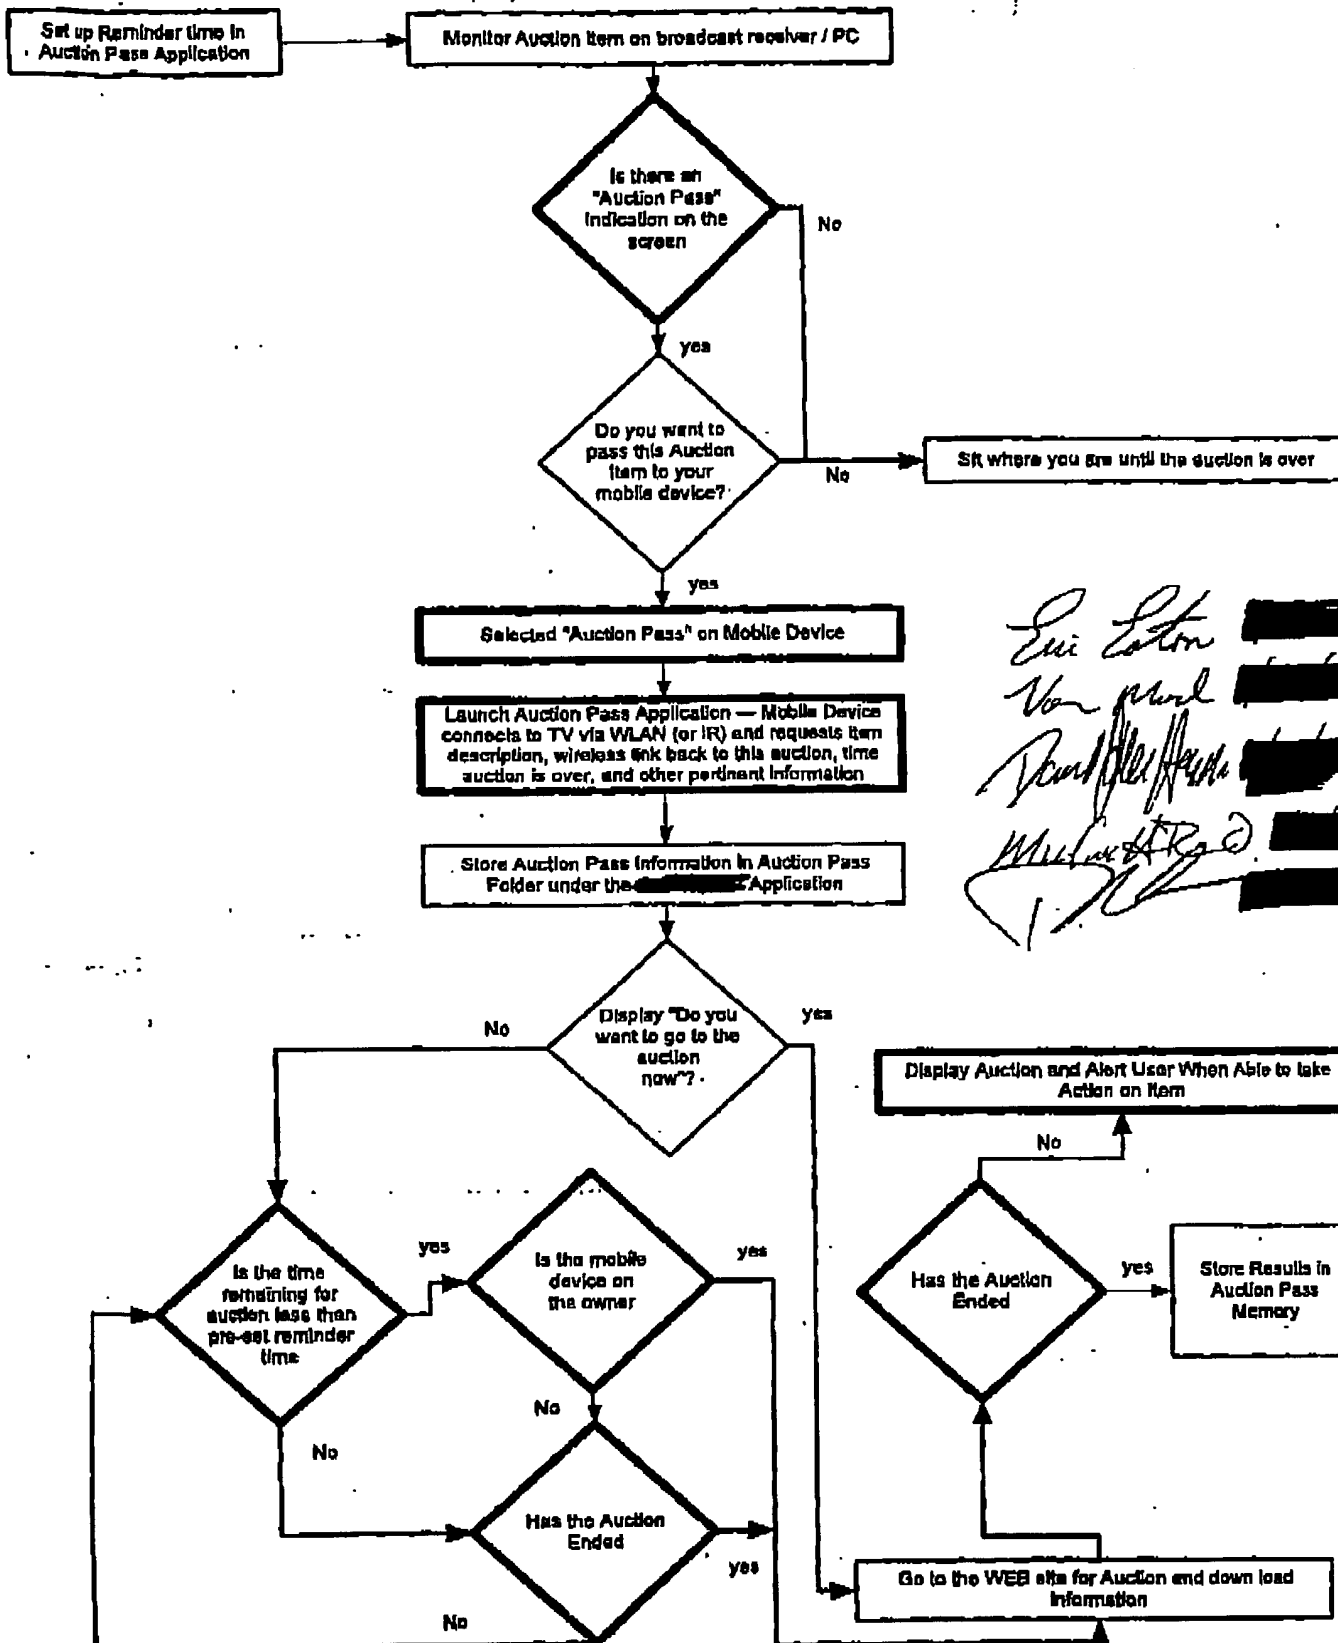 Set up Reminder time in
Auction Pass Application
Monitor Auction item on broadcast receiver / PC
Is there an
"Auction Pass"
indication on the
screen
No
yes
Do you want to
pass this Auction
item to your
mobile device?
No
Sit where you are until the auction is over
yes
Selected "Auction Pass" on Mobile Device
Launch Auction Pass Application — Mobile Device
connects to TV via WLAN (or IR) and requests item
description, wireless link back to this auction, time
auction is over, and other pertinent information
Store Auction Pass Information in Auction Pass
Folder under the Application
Eric Eaton
Display "Do you
want to go to the
auction
now"?
No
yes
Display Auction and Alert User When Able to take
Action on Item
No
Is the time
remaining for
auction less than
pre-set reminder
time
yes
Is the mobile
device on
the owner
yes
Has the Auction
Ended
yes
Store Results in
Auction Pass
Memory
No
No
Has the Auction
Ended
yes
No
Go to the WEB site for Auction and down load
Information